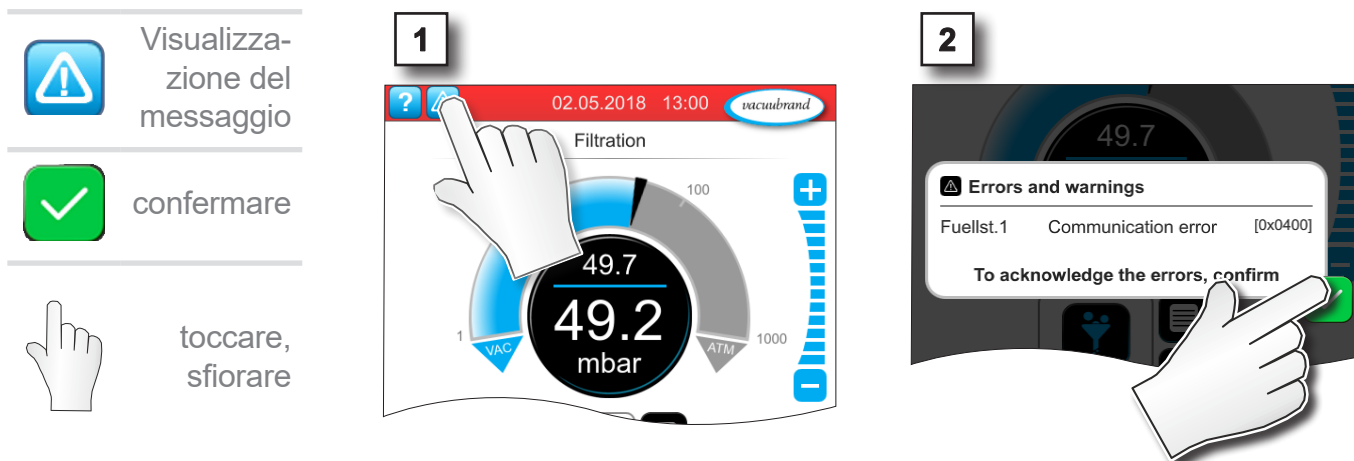 Visualizza-
zione del
messaggio
confermare
toccare,
sfiorare
1
?
02.05.2018 13:00
vacuubrand
Filtration
100
+
49.7
49.2
mbar
1
VAC
ATM
1000
2
49.7
Errors and warnings
Fuellst.1 Communication error [0x0400]
To acknowledge the errors, confirm